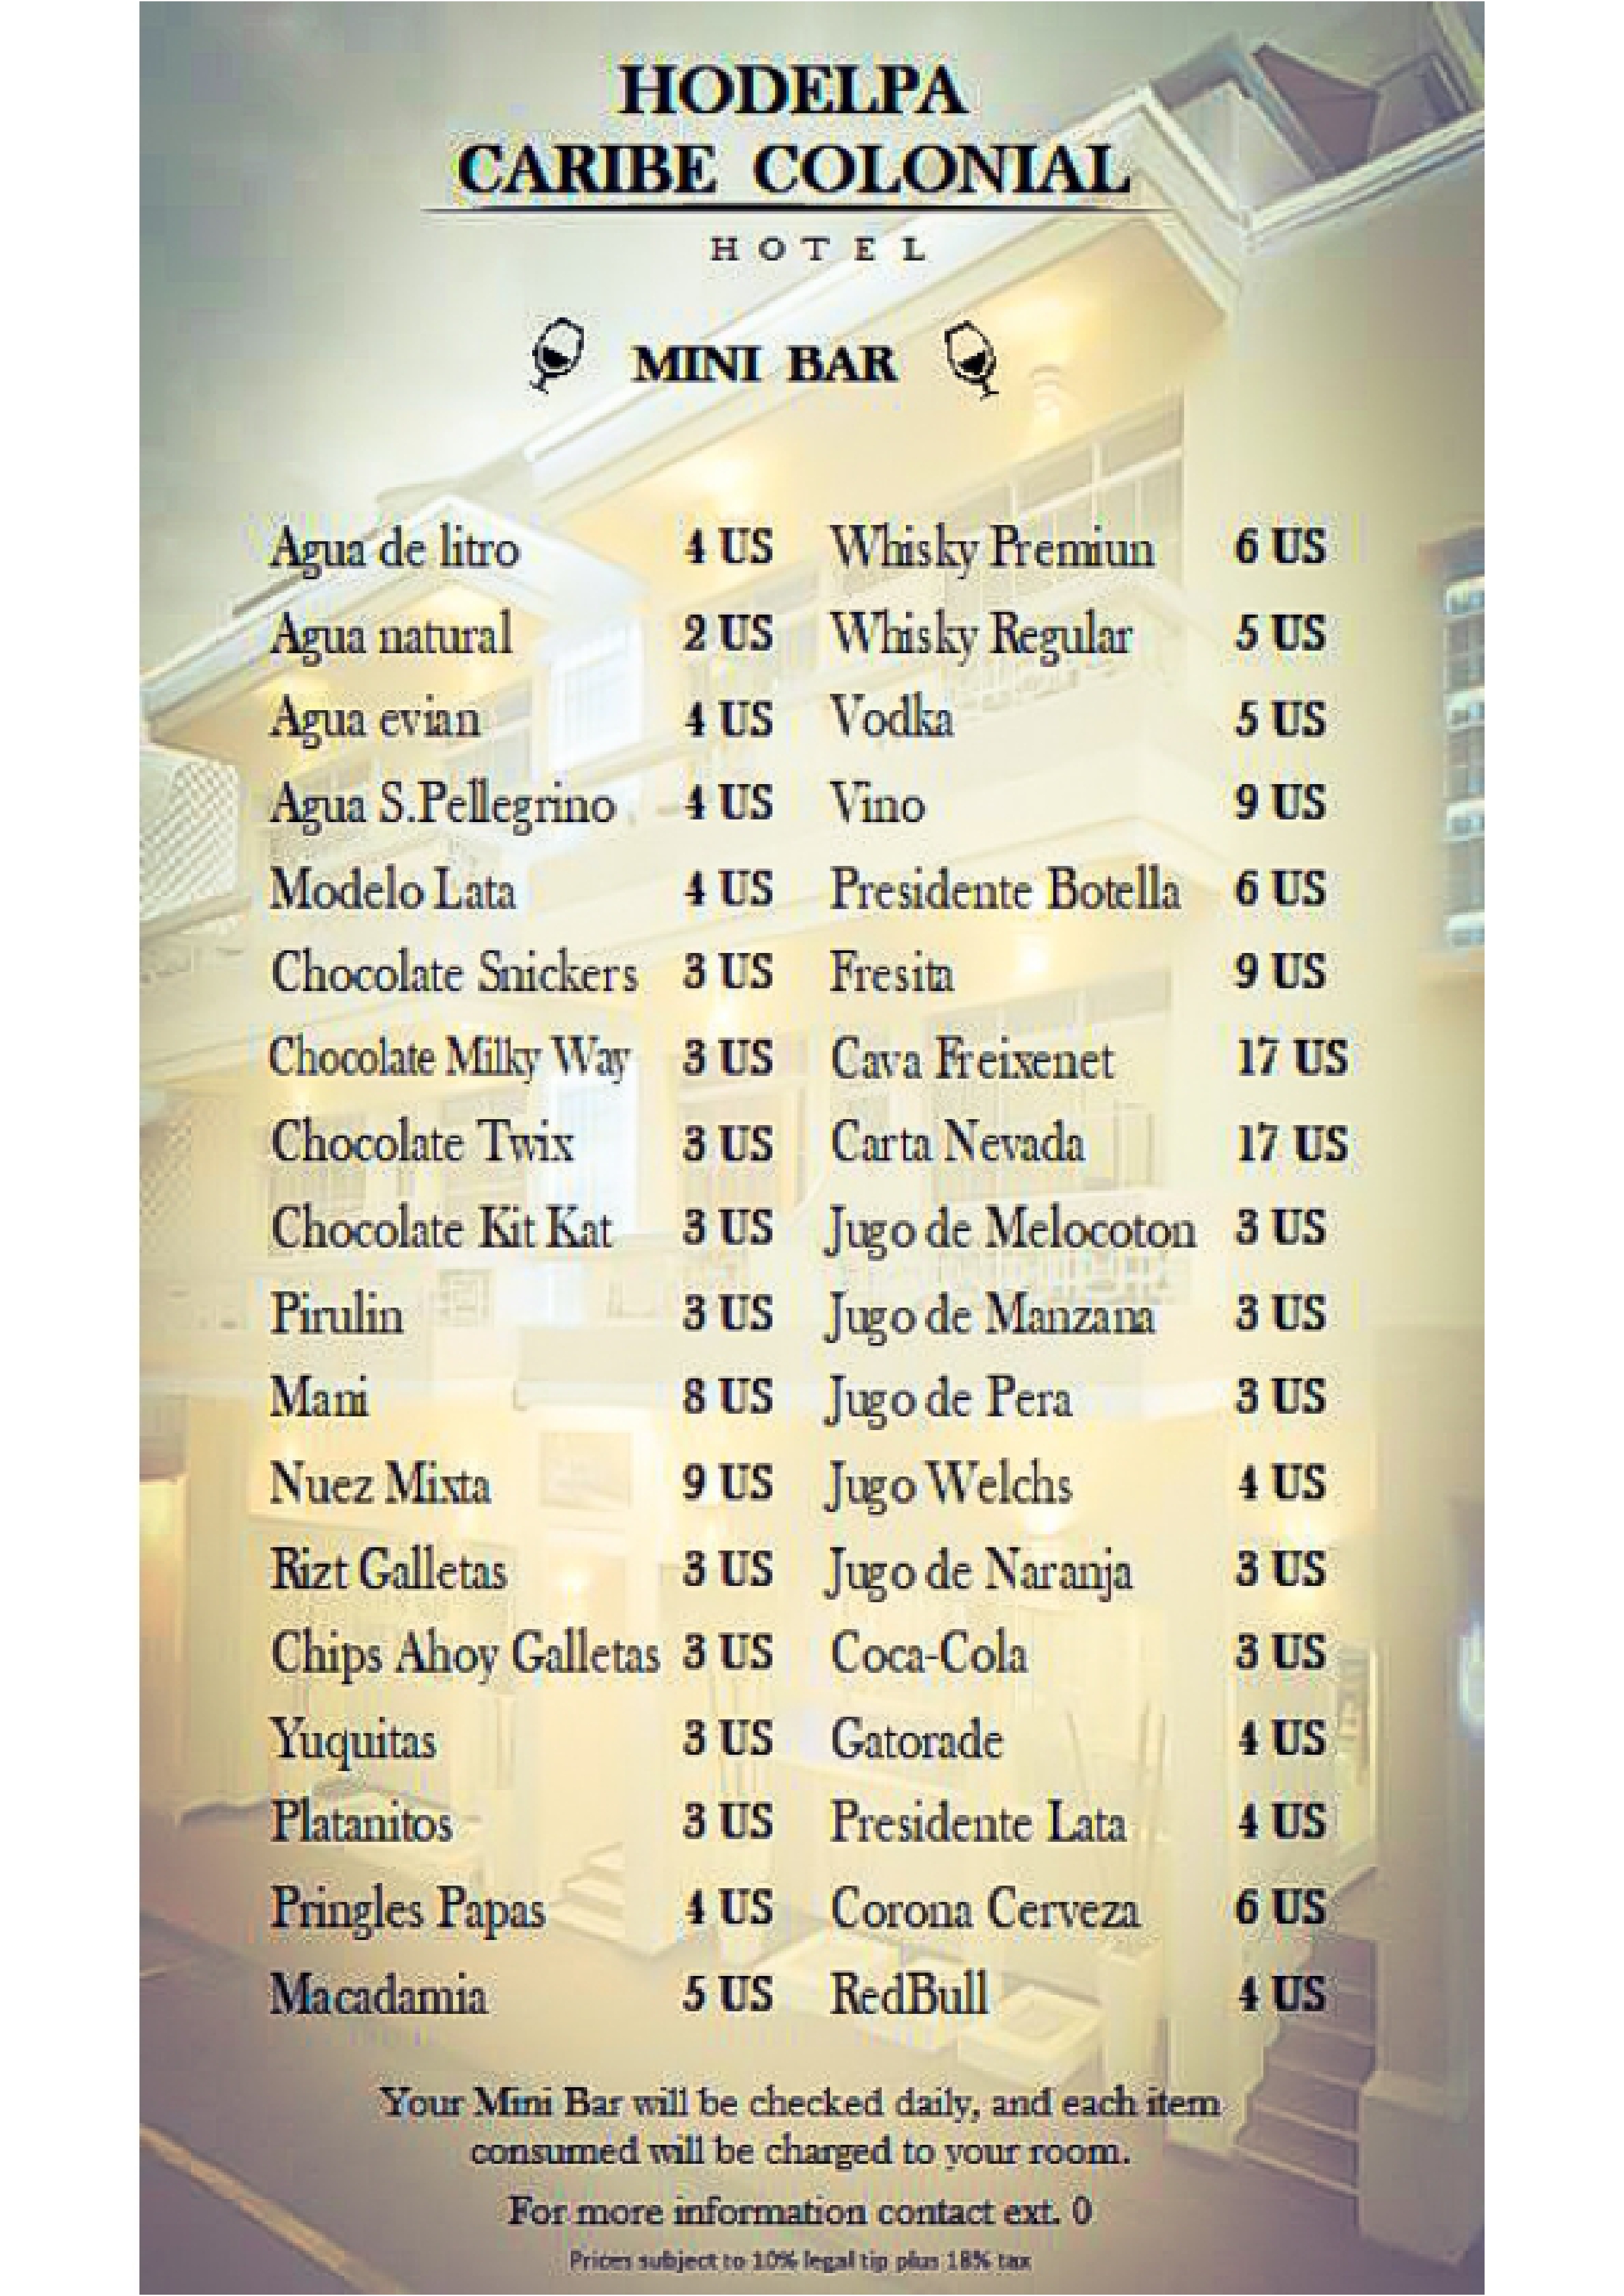 HODELPA
CARIBE COLONIAL
HOTEL
MINI BAR
Agua de litro 4 US Whisky Premiun 6 US
Agua natural 2 US Whisky Regular 5 US
Agua evian 4 US Vodka 5 US
Agua S.Pellegrino 4 US Vino 9 US
Modelo Lata 4 US Presidente Botella 6 US
Chocolate Snickers 3 US Fresita 9 US
Chocolate Milky Way 3 US Cava Freixenet 17 US
Chocolate Twix 3 US Carta Nevada 17 US
Chocolate Kit Kat 3 US Jugo de Melocoton 3 US
Pirulin 3 US Jugo de Manzana 3 US
Mani 8 US Jugo de Pera 3 US
Nuez Mixta 9 US Jugo Welchs 4 US
Rizt Galletas 3 US Jugo de Naranja 3 US
Chips Ahoy Galletas 3 US Coca-Cola 3 US
Yuquitas 3 US Gatorade 4 US
Platanitos 3 US Presidente Lata 4 US
Pringles Papas 4 US Corona Cerveza 6 US
Macadamia 5 US RedBull 4 US
Your Mini Bar will be checked daily, and each item
consumed will be charged to your room.
For more information contact ext. 0
Prices subject to 10% legal tip plus 18% tax